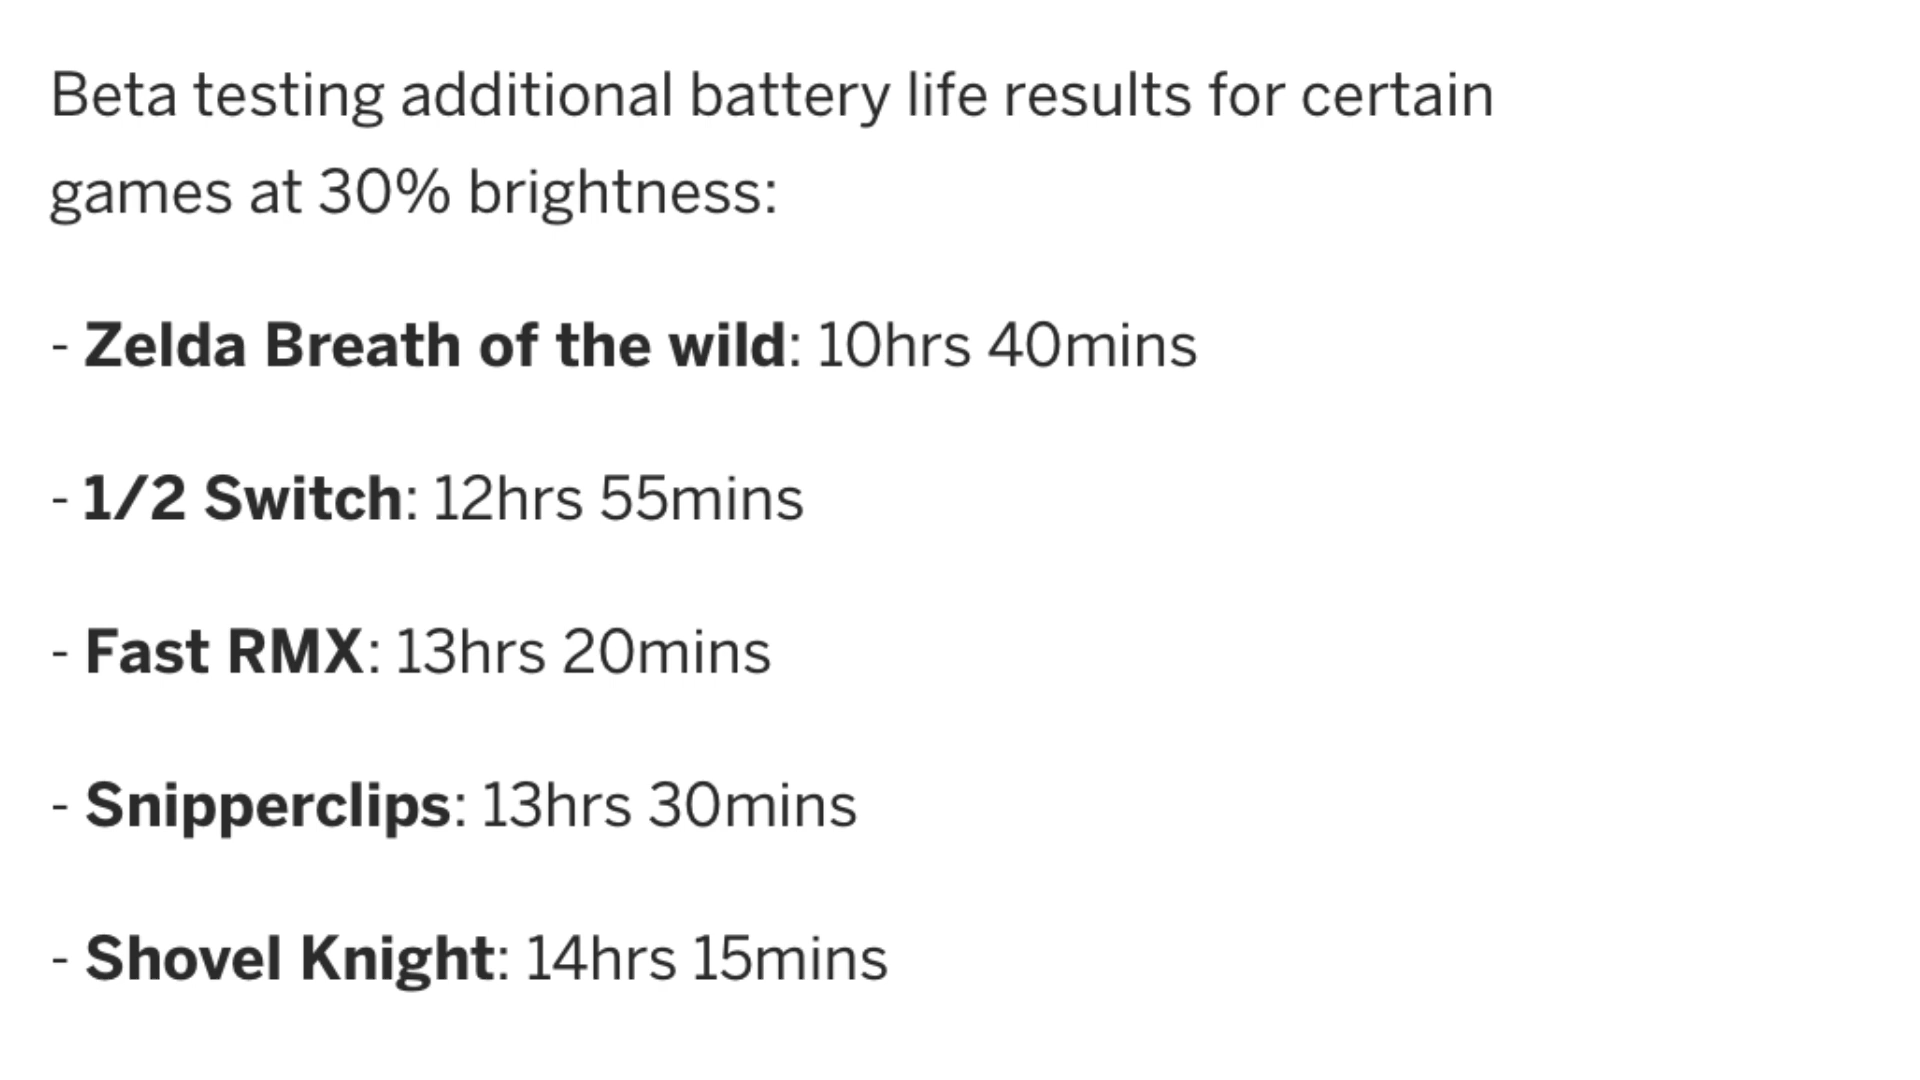 Beta testing additional battery life results for certain
games at 30% brightness:
- Zelda Breath of the wild: 10hrs 40mins
- 1/2 Switch: 12hrs 55mins
- Fast RMX: 13hrs 20mins
- Snipperclips: 13hrs 30mins
- Shovel Knight: 14hrs 15mins